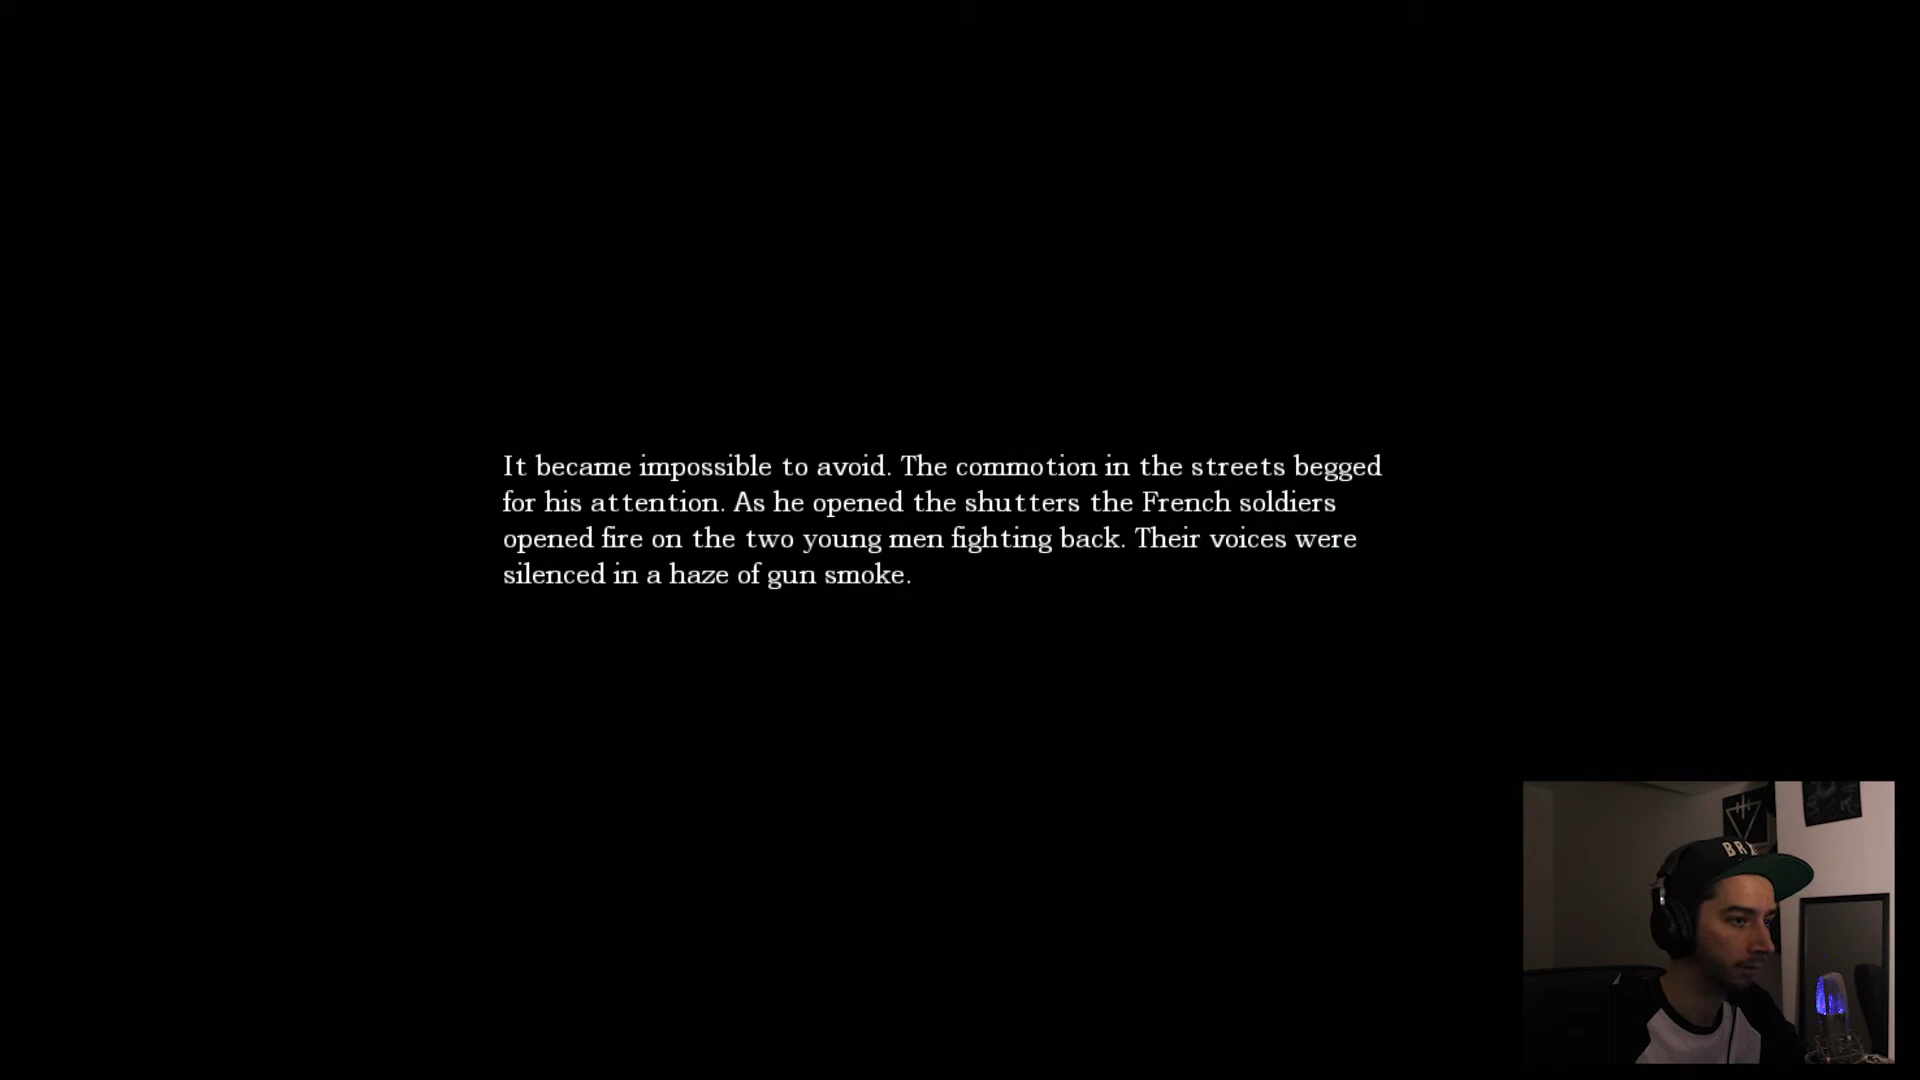 It became impossible to avoid. The commotion in the streets begged
for his attention. As he opened the shutters the French soldiers
opened fire on the two young men fighting back. Their voices were
silenced in a haze of gun smoke.